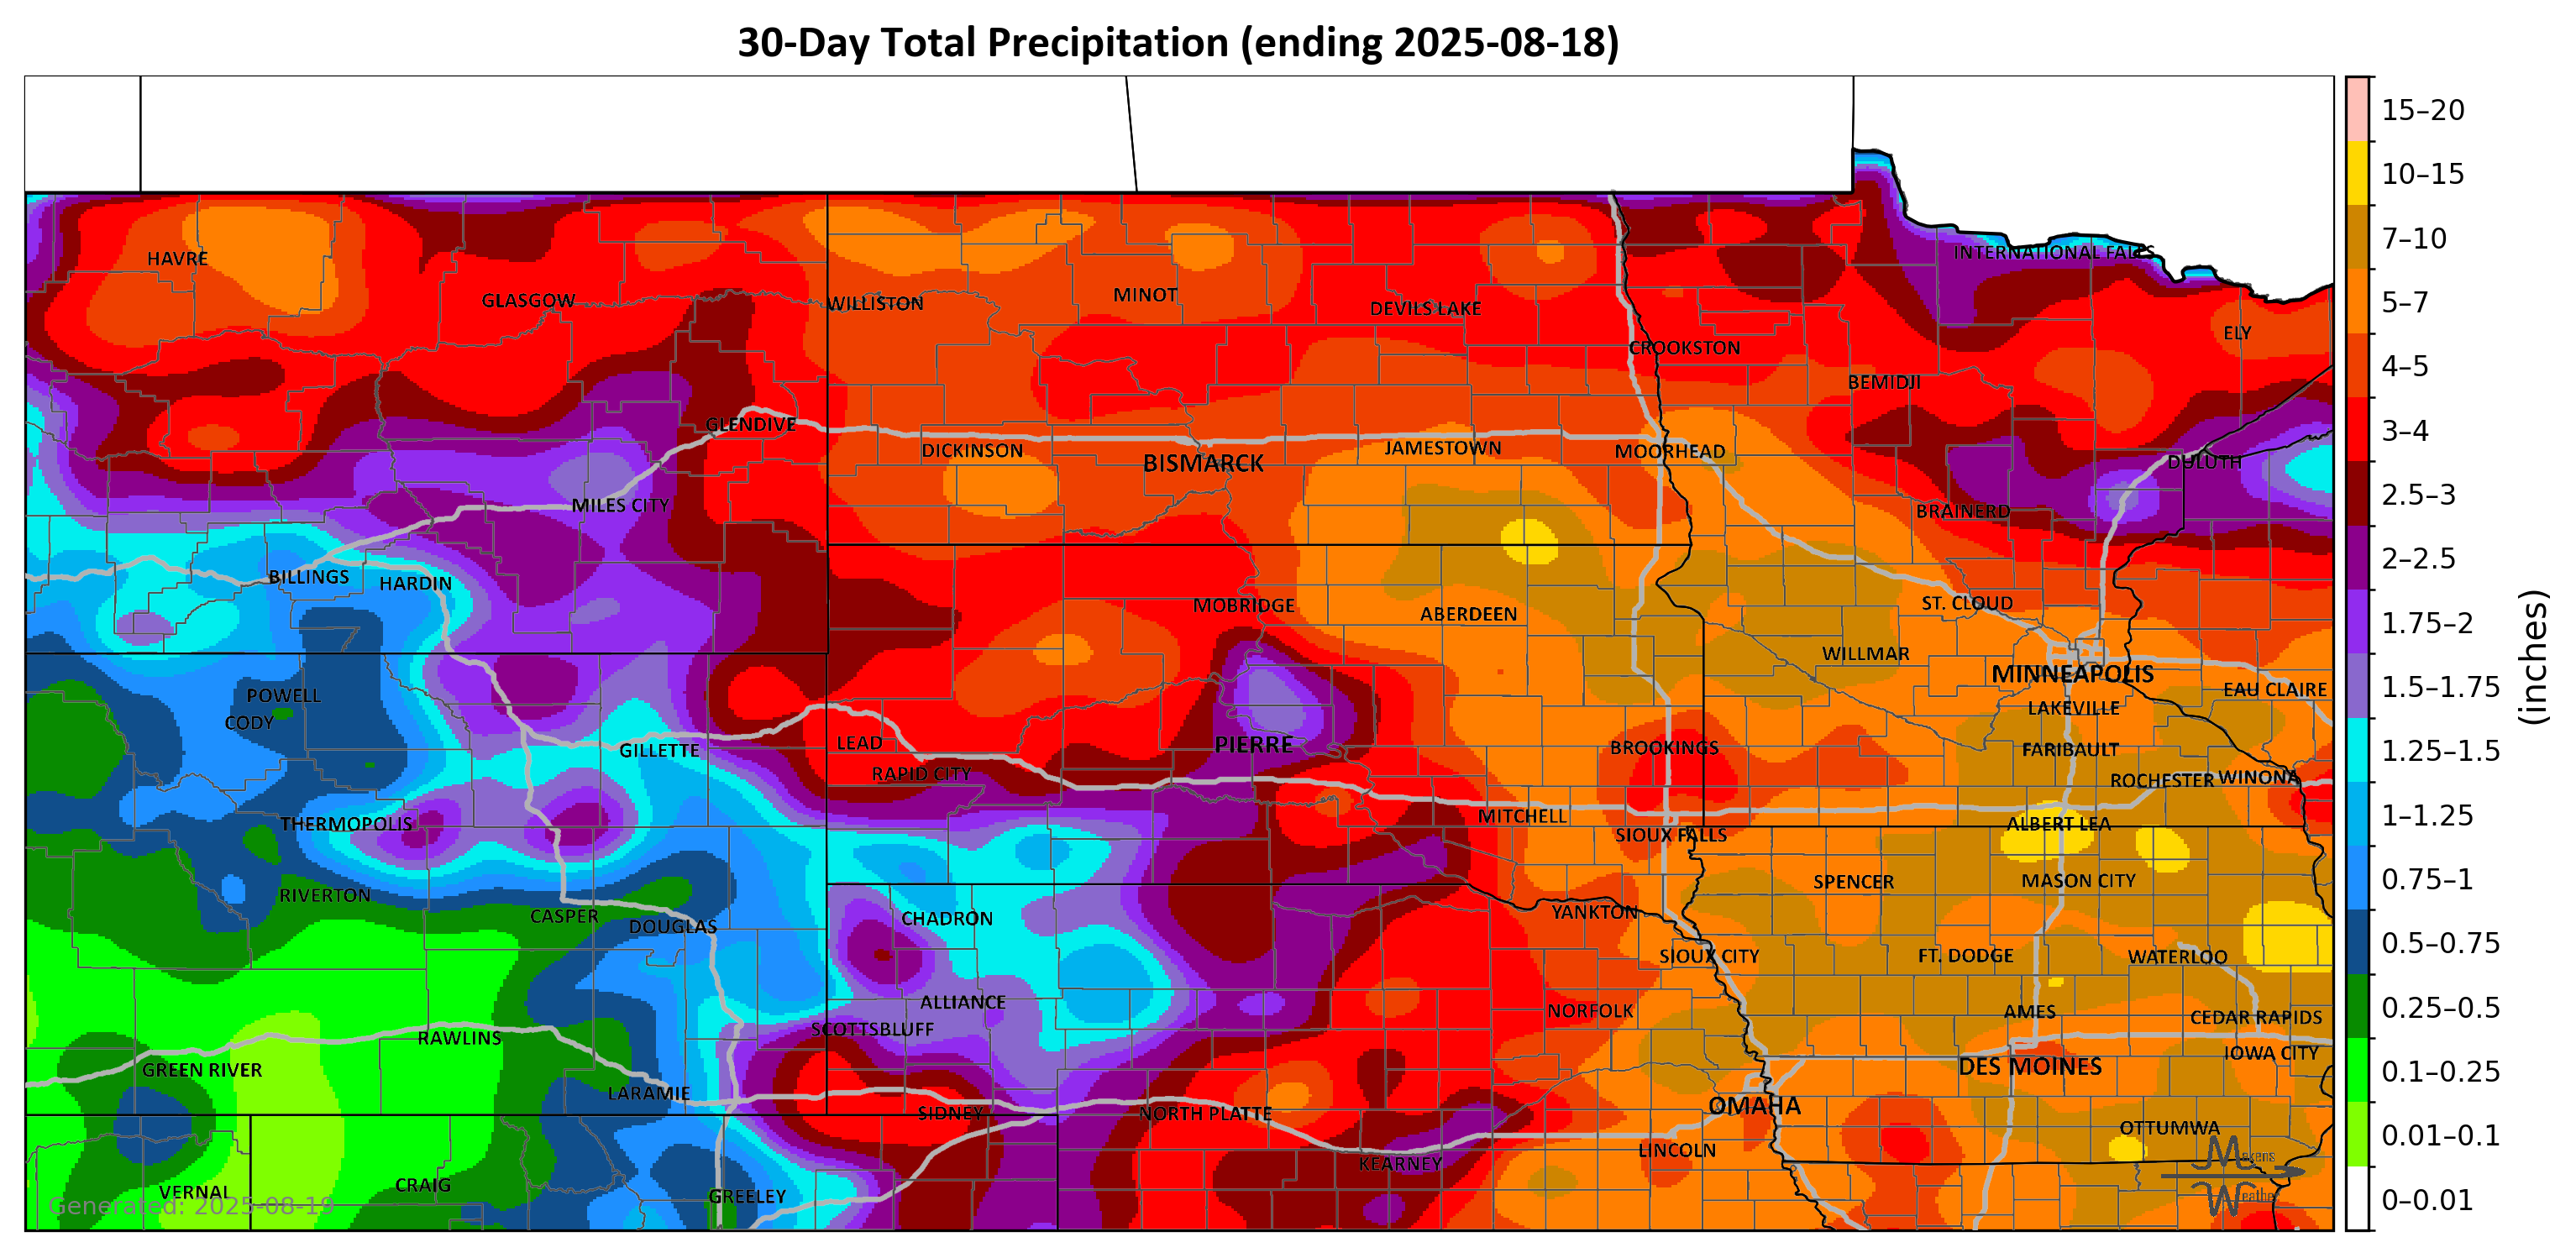 30-Day Total Precipitation (ending 2025-08-18)
15–20
10–15
7–10
5–7
4–5
3–4
2.5–3
2–2.5
1.75–2
1.5–1.75
1.25–1.5
1–1.25
0.75–1
0.5–0.75
0.25–0.5
0.1–0.25
0.01–0.1
0–0.01
(inches)
HAVRE
INTERNATIONAL FALLS
GLASGOW
WILLISTON
MINOT
DEVILS LAKE
ELY
CROOKSTON
BEMIDJI
GLENDIVE
DICKINSON
BISMARCK
JAMESTOWN
MOORHEAD
DULUTH
MILES CITY
BRAINERD
BILLINGS
HARDIN
MOBRIDGE
ABERDEEN
ST. CLOUD
WILLMAR
MINNEAPOLIS
EAU CLAIRE
POWELL
CODY
LAKEVILLE
GILLETTE
LEAD
PIERRE
BROOKINGS
FARIBAULT
RAPID CITY
ROCHESTER
WINONA
THERMOPOLIS
MITCHELL
SIOUX FALLS
ALBERT LEA
RIVERTON
SPENCER
MASON CITY
CASPER
DOUGLAS
CHADRON
YANKTON
SIOUX CITY
FT. DODGE
WATERLOO
ALLIANCE
NORFOLK
AMES
CEDAR RAPIDS
SCOTTSBLUFF
RAWLINS
IOWA CITY
GREEN RIVER
DES MOINES
LARAMIE
SIDNEY
NORTH PLATTE
OMAHA
OTTUMWA
LINCOLN
KEARNEY
Makens
Weather
VERNAL
CRAIG
GREELEY
Generated: 2025-08-19